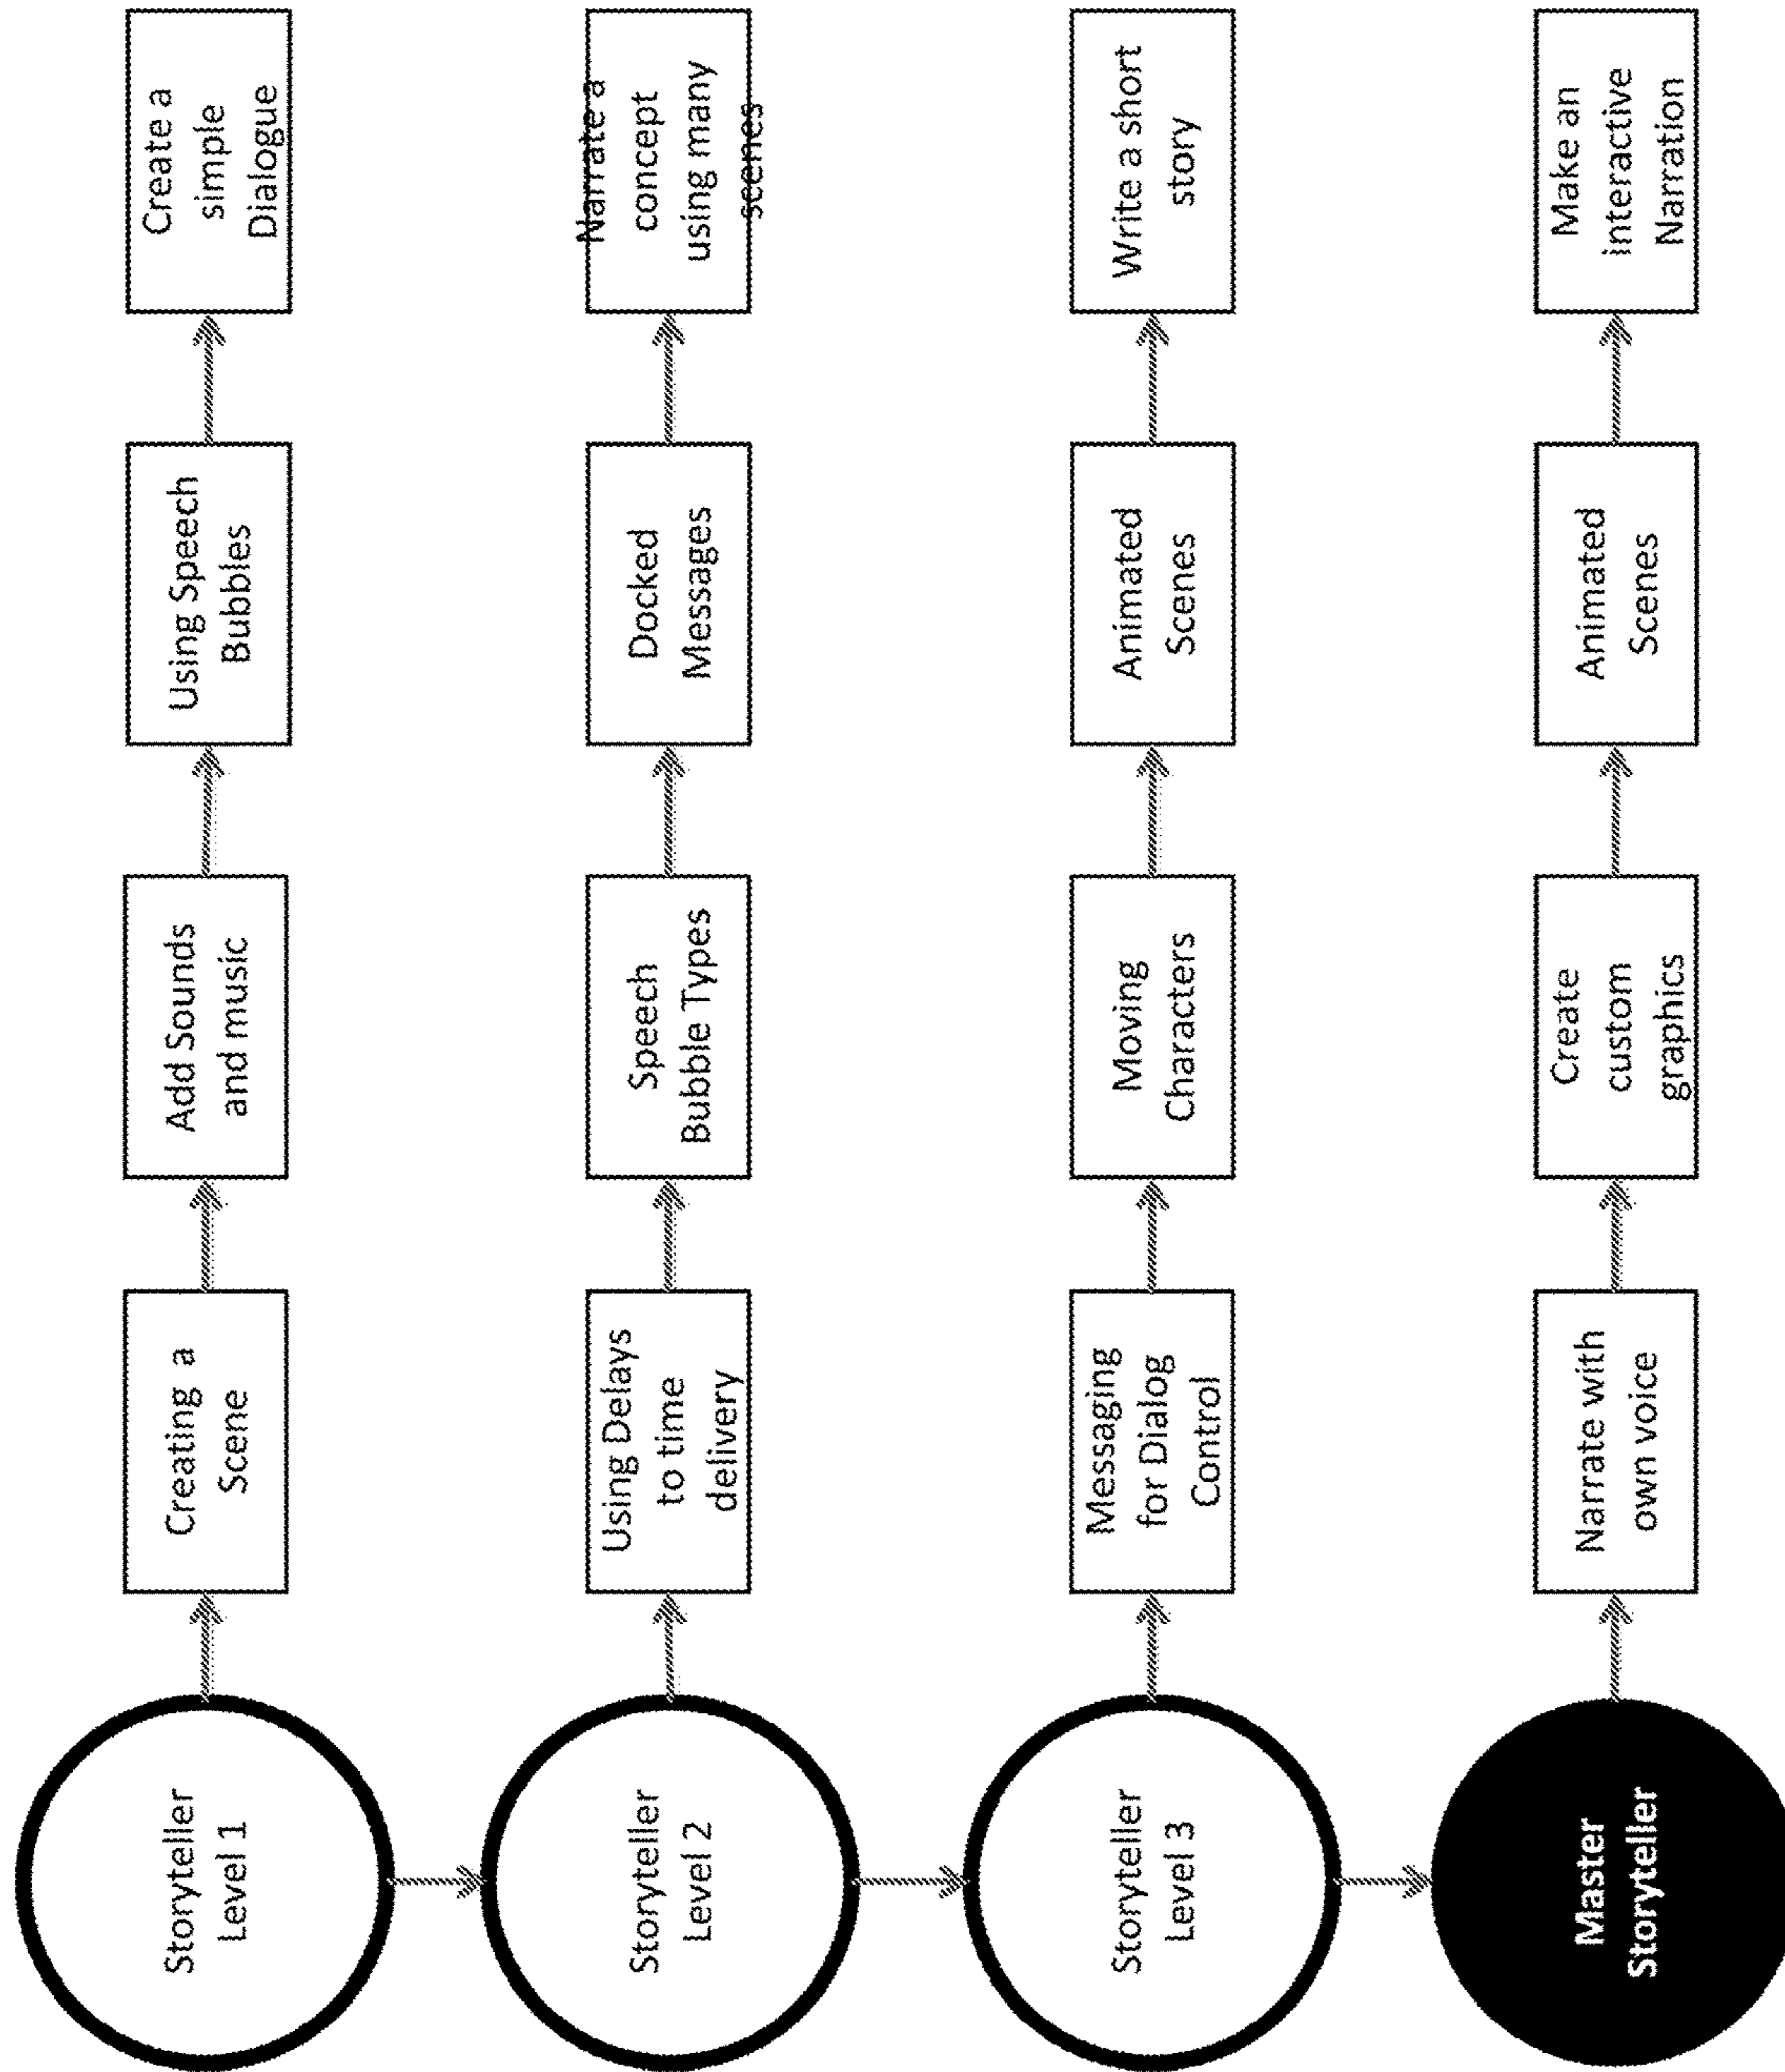 Storyteller
Level 1
Creating a
Scene
Add Sounds
and music
Using Speech
Bubbles
Create a
simple
Dialogue
Storyteller
Level 2
Using Delays
to time
delivery
Speech
Bubble Types
Docked
Messages
Narrate a
concept
using many
scenes
Storyteller
Level 3
Messaging
for Dialog
Control
Moving
Characters
Animated
Scenes
Write a short
story
Master
Storyteller
Narrate with
own voice
Create
custom
graphics
Animated
Scenes
Make an
interactive
Narration